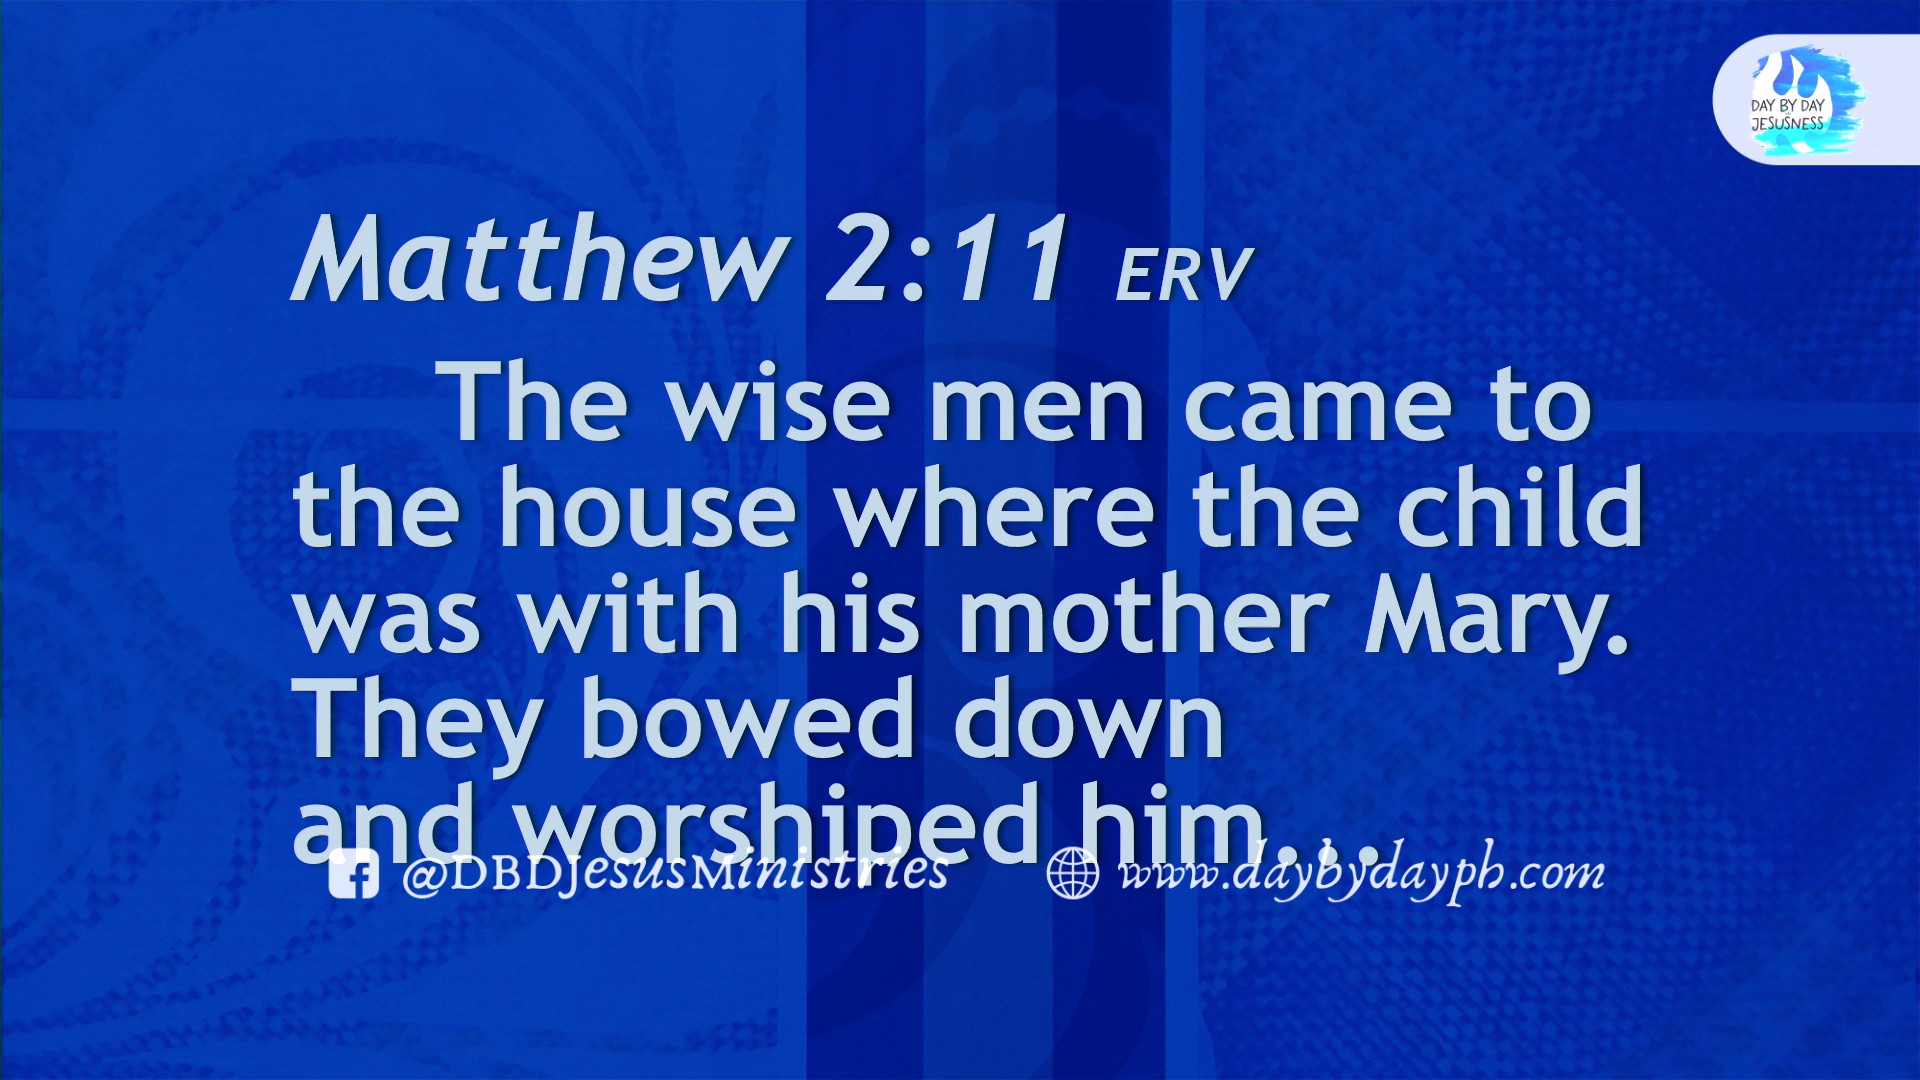 DAY BY DAY
JESUSNESS
Matthew 2:11 ERV
The wise men came to
the house where the child
was with his mother Mary.
They bowed down
and worshiped him...
@DBDJesusMinistries www.daybydayph.com